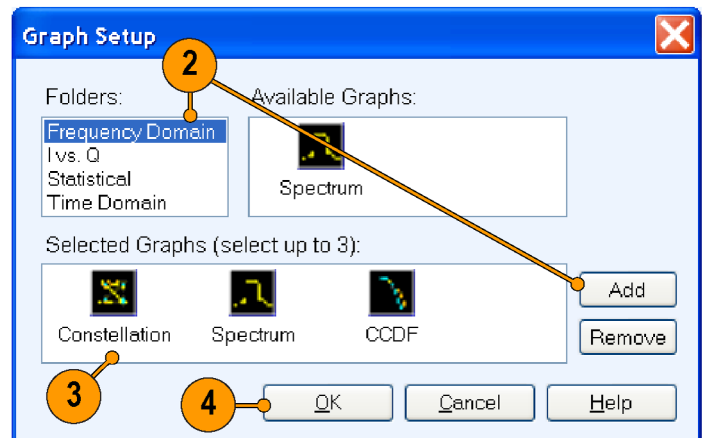 Graph Setup
2
Folders:
Available Graphs:
Frequency Domain
I vs. Q
Statistical
Time Domain
Spectrum
Selected Graphs (select up to 3):
Constellation
Spectrum
CCDF
Add
Remove
3
4
OK
Cancel
Help